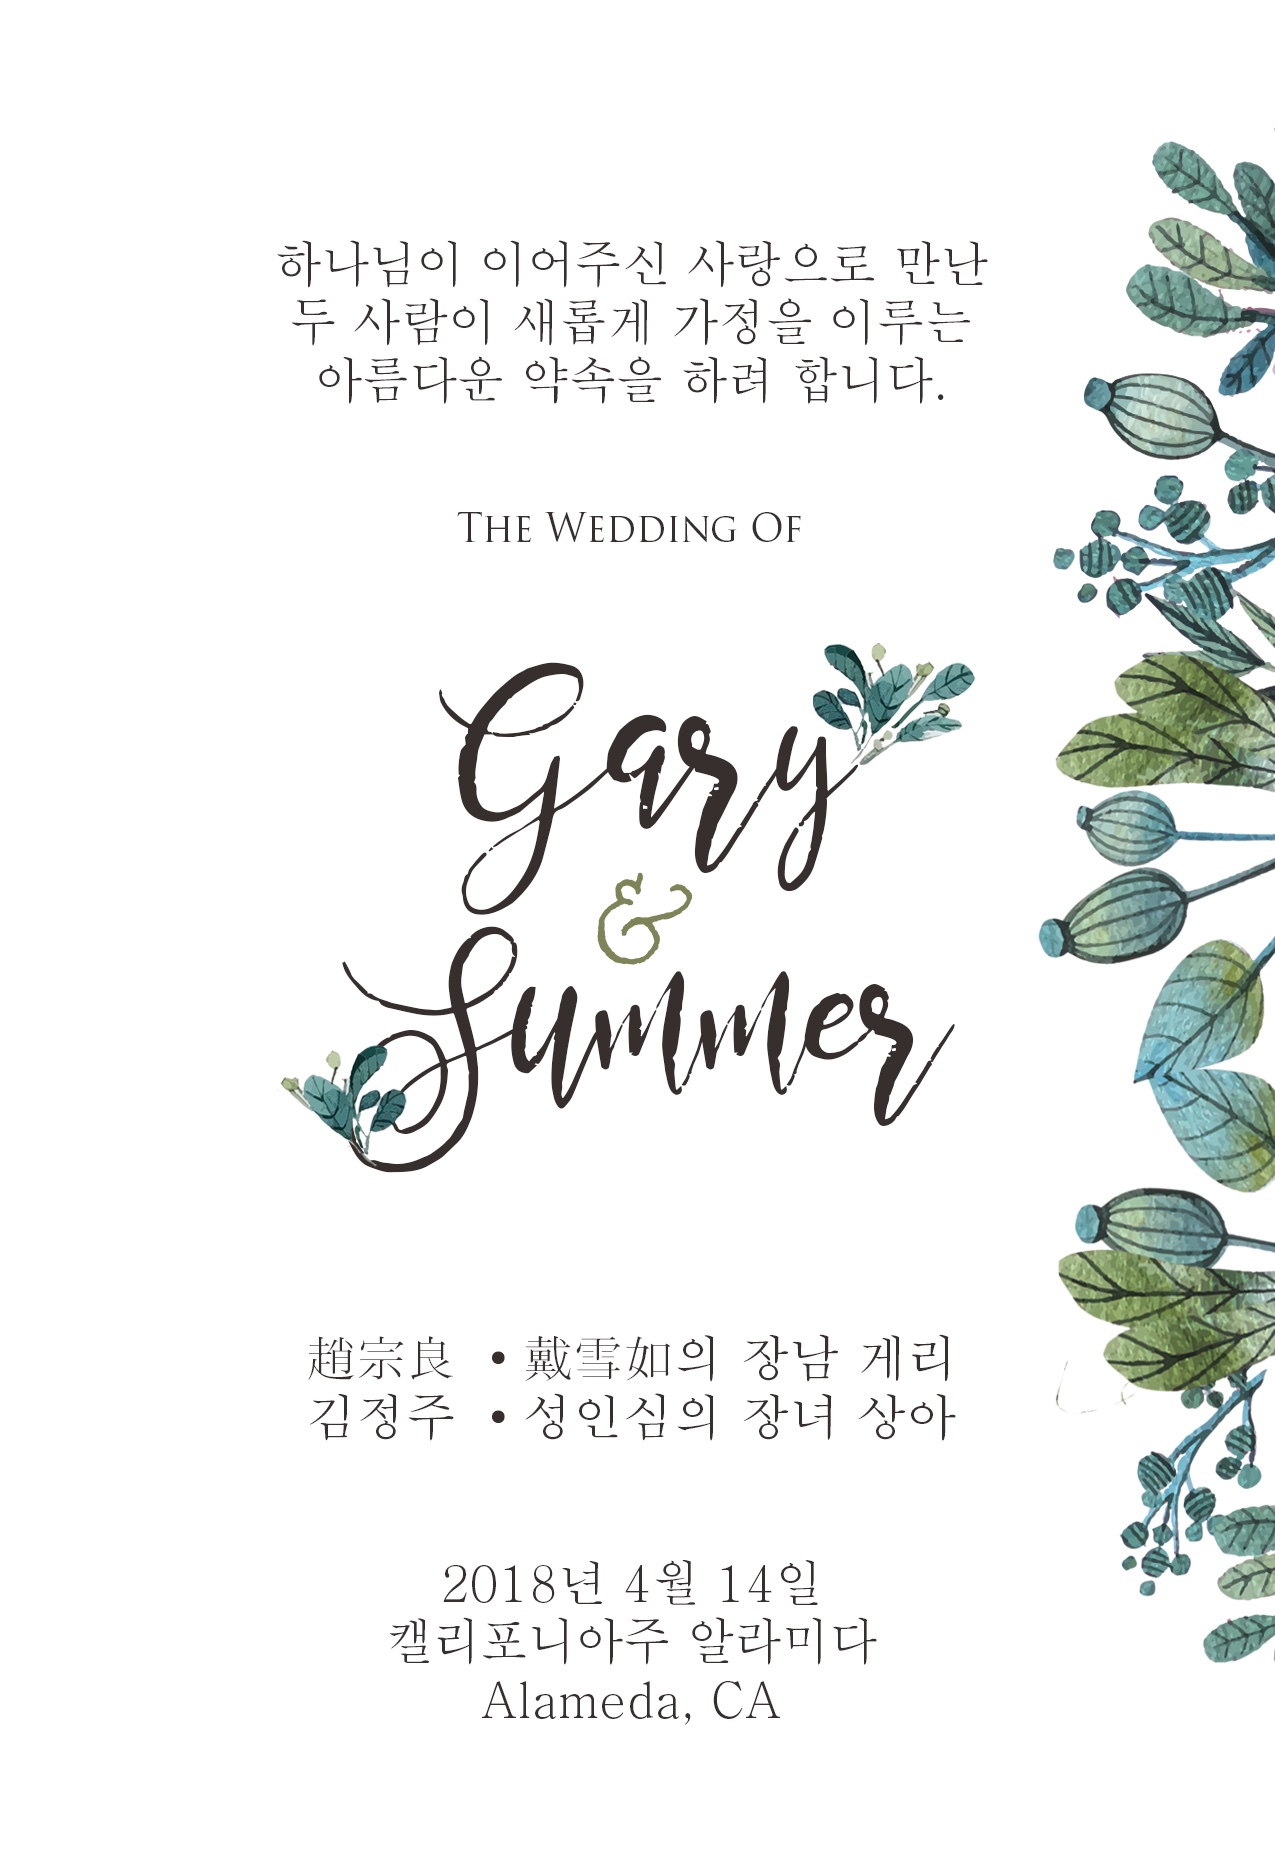 하나님이 이어주신 사랑으로 만난
두 사람이 새롭게 가정을 이루는
아름다운 약속을 하려 합니다.
THE WEDDING OF
Gary
&
Summer
趙宗良 • 戴雪如의 장남 게리
김정주 • 성인심의 장녀 상아
2018년 4월 14일
캘리포니아주 알라미다
Alameda, CA